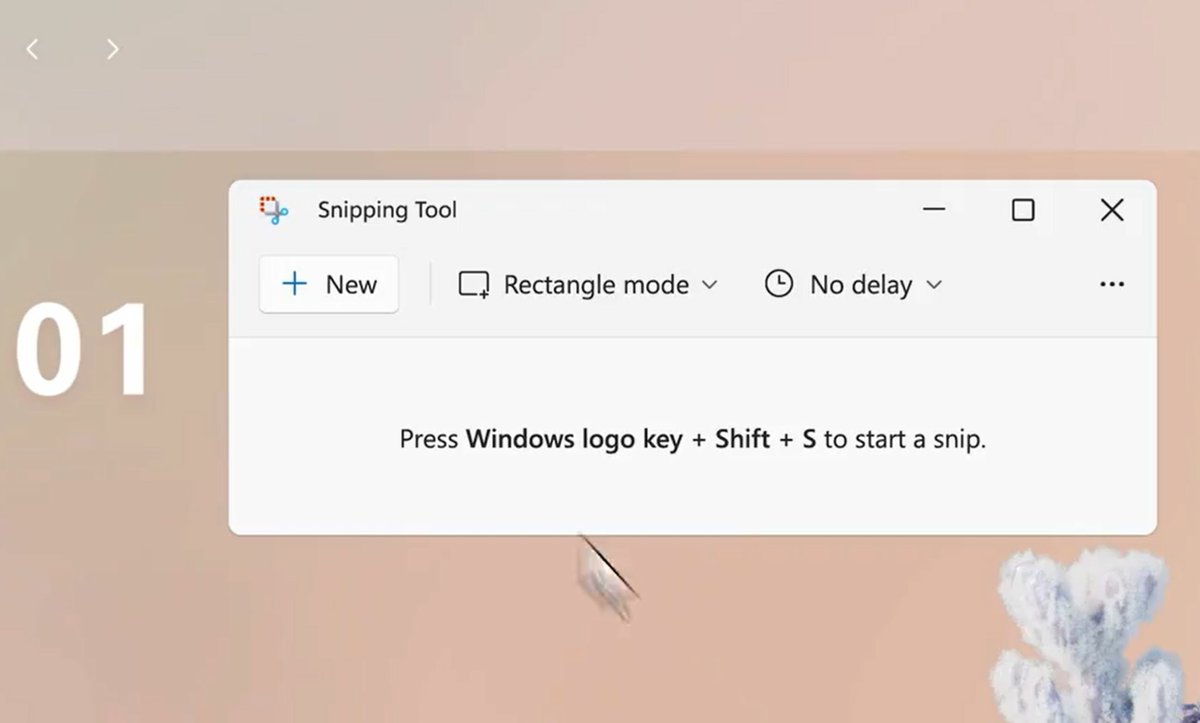 Snipping Tool
New
Rectangle mode
No delay
01
Press Windows logo key + Shift + S to start a snip.